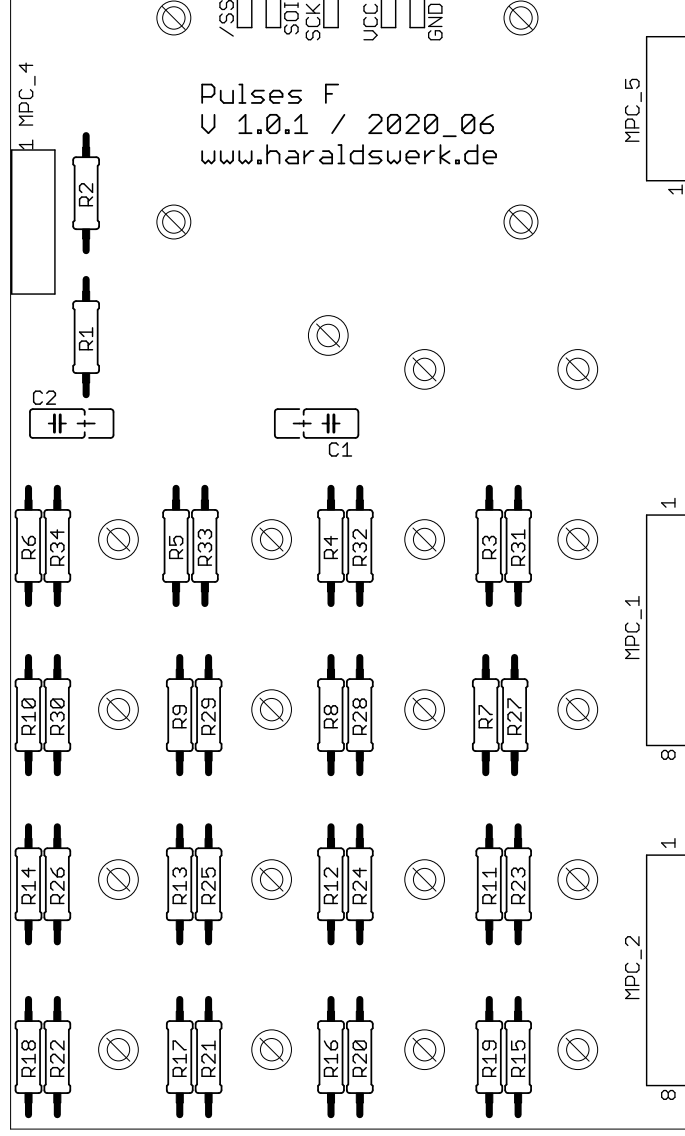 /SS
SOI
SCK
VCC
GND
1 MPC_4
Pulses F
V 1.0.1 / 2020_06
www.haraldswerk.de
MPC_5
1
R2
R1
C2
C1
R6
R34
R5
R33
R4
R32
R3
R31
1
MPC_1
8
R10
R30
R9
R29
R8
R28
R7
R27
R14
R26
R13
R25
R12
R24
R11
R23
1
MPC_2
8
R18
R22
R17
R21
R16
R20
R19
R15